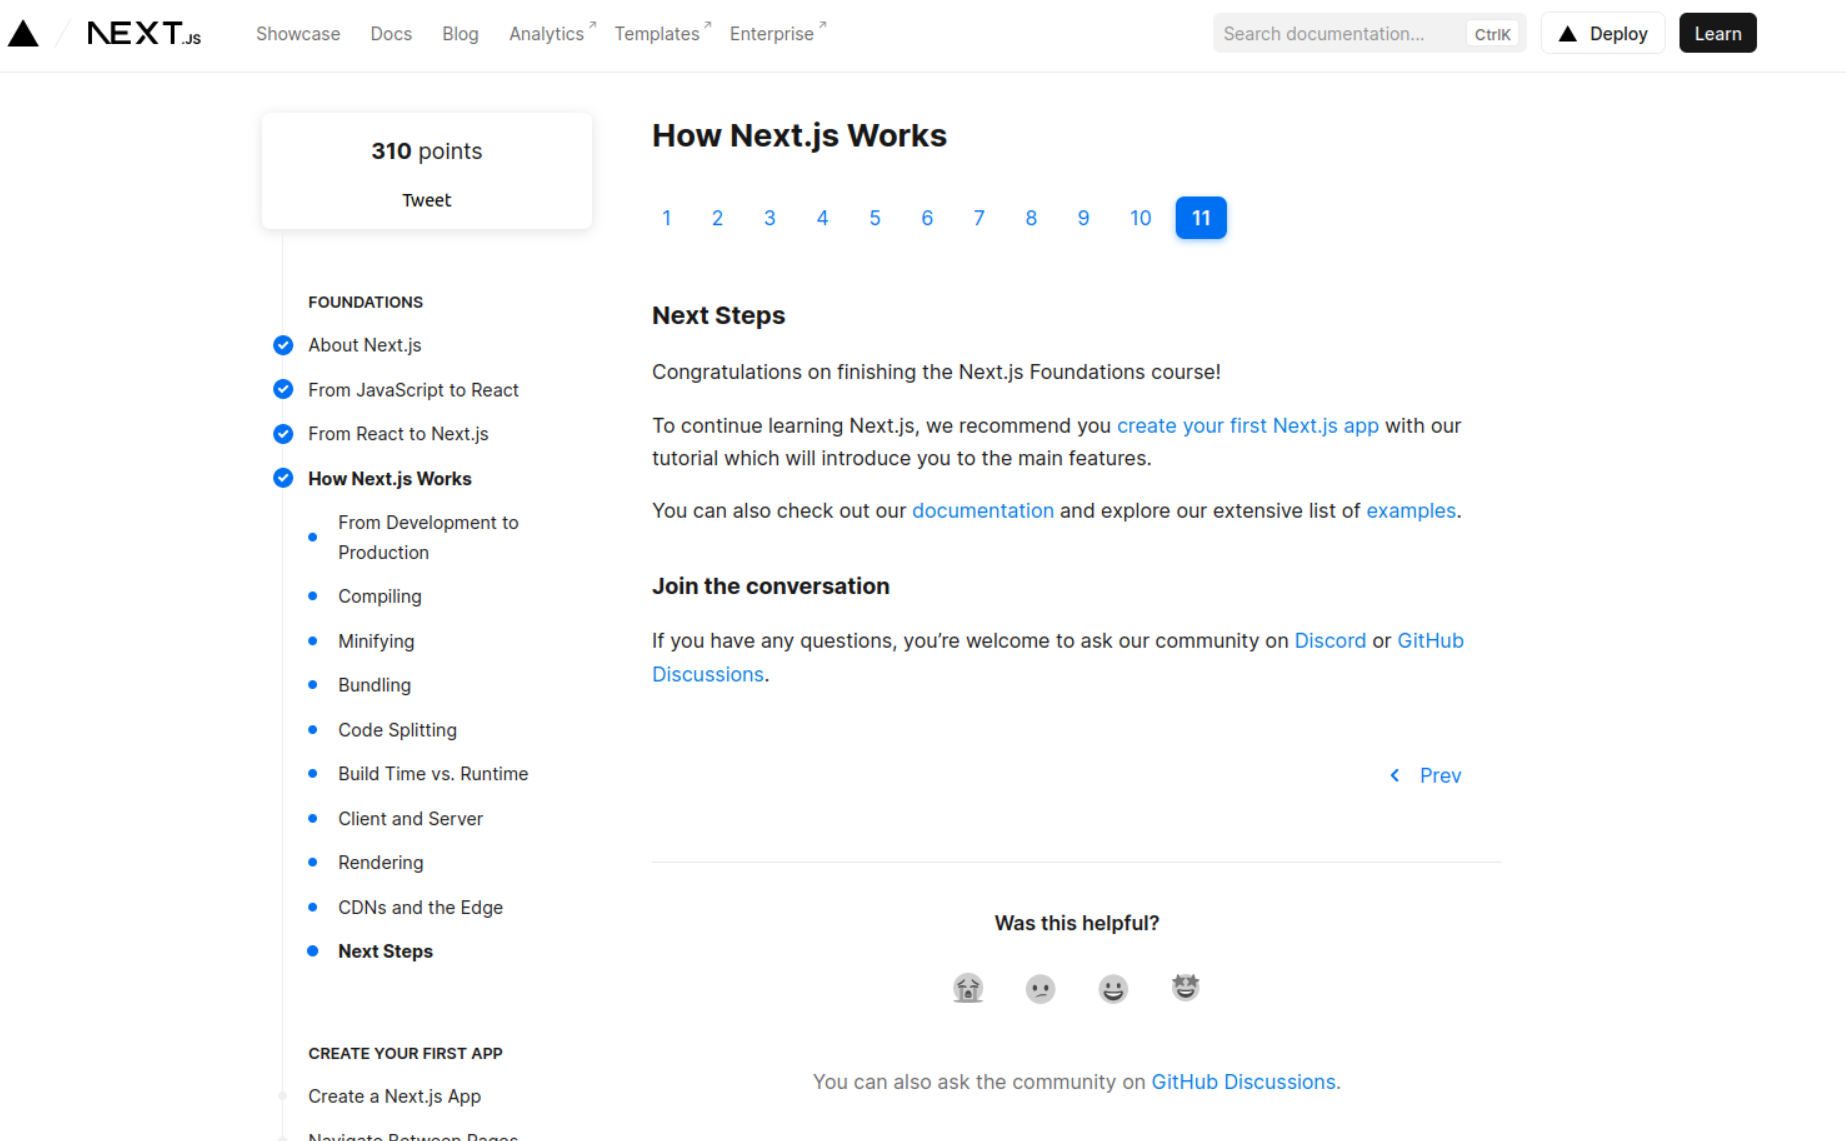 NEXT.JS
Showcase
Docs
Blog
Analytics
Templates
Enterprise
Search documentation...
CtrlK
Deploy
Learn
310 points
Tweet
FOUNDATIONS
About Next.js
From JavaScript to React
From React to Next.js
How Next.js Works
From Development to
Production
Compiling
Minifying
Bundling
Code Splitting
Build Time vs. Runtime
Client and Server
Rendering
CDNs and the Edge
Next Steps
CREATE YOUR FIRST APP
Create a Next.js App
Navigate Between Pages
How Next.js Works
1 2 3 4 5 6 7 8 9 10 11
Next Steps
Congratulations on finishing the Next.js Foundations course!
To continue learning Next.js, we recommend you create your first Next.js app with our
tutorial which will introduce you to the main features.
You can also check out our documentation and explore our extensive list of examples.
Join the conversation
If you have any questions, you’re welcome to ask our community on Discord or GitHub
Discussions.
Prev
Was this helpful?
You can also ask the community on GitHub Discussions.